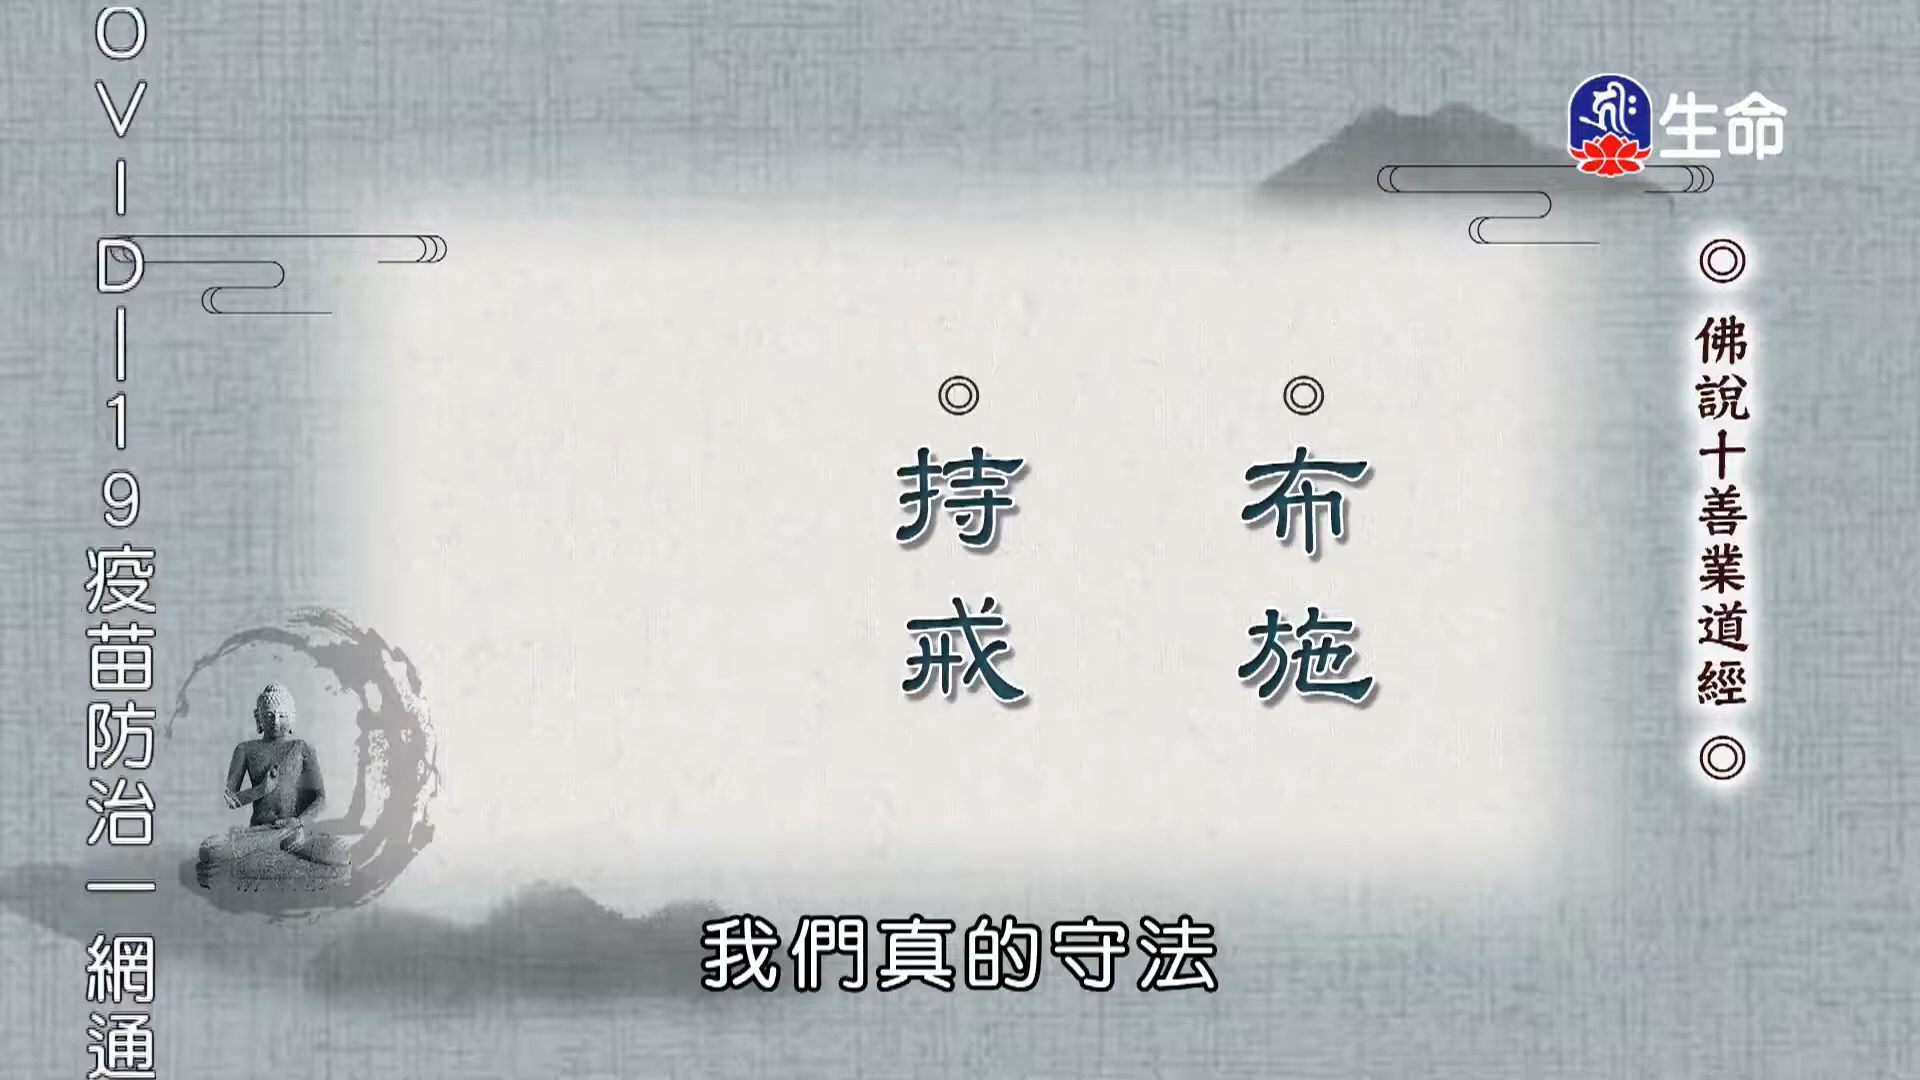 生命
◎佛說十善業道經◎
◎布施
◎持戒
OVID-19疫苗防治一網通
我們真的守法